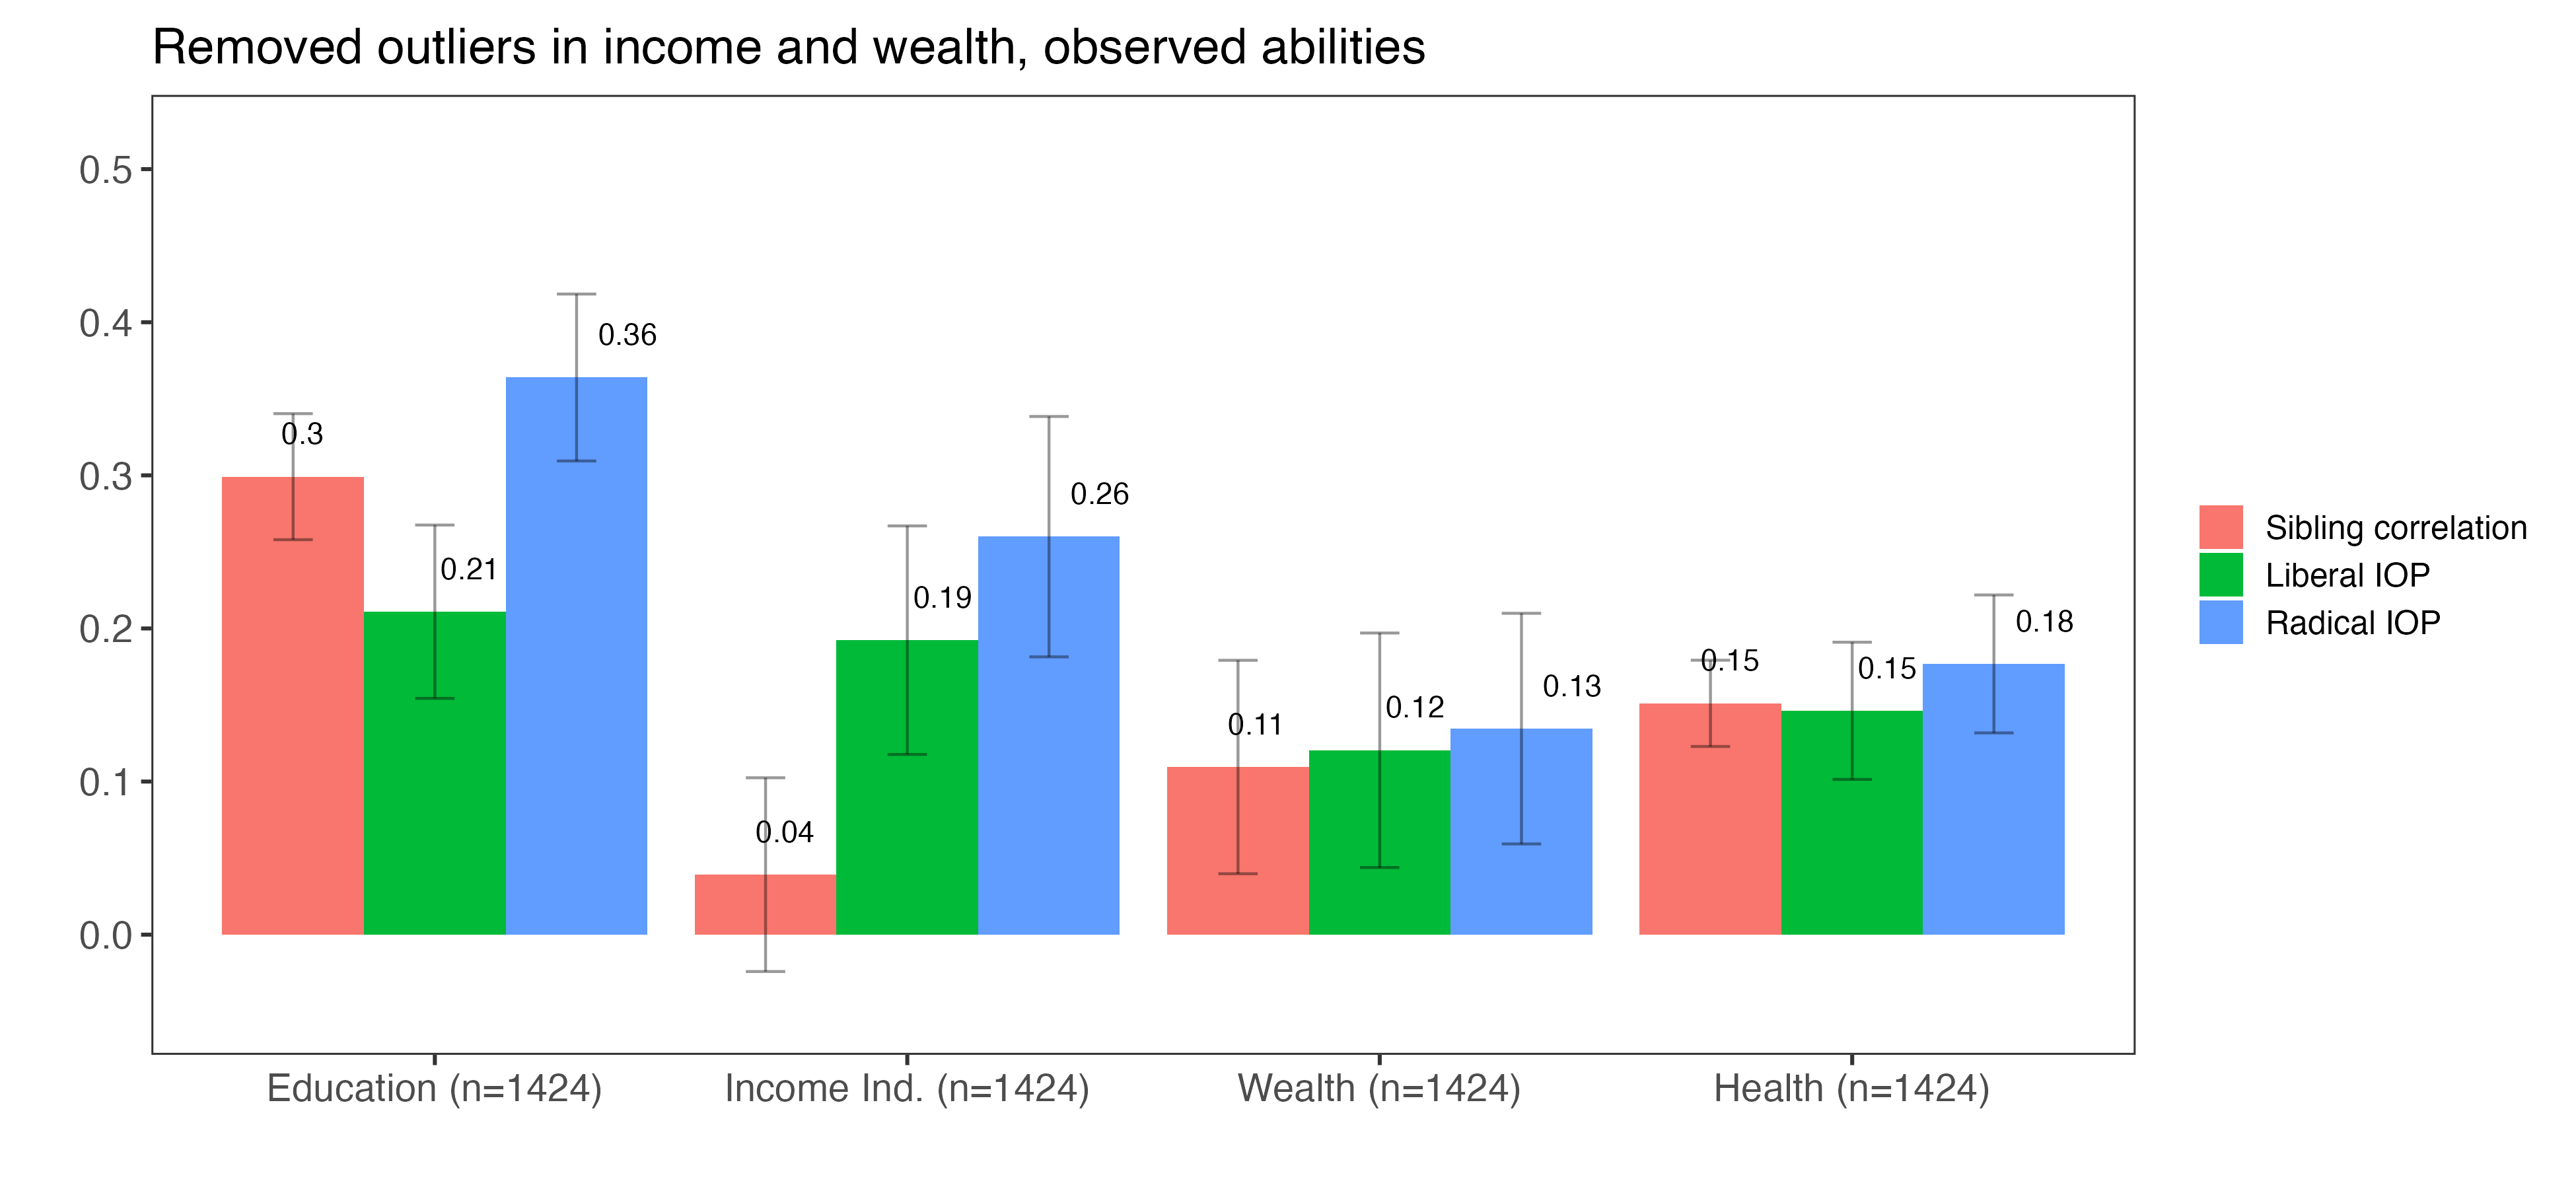 Removed outliers in income and wealth, observed abilities
0.5
0.4
0.3
0.2
0.1
0.0
0.3
0.21
0.36
0.04
0.19
0.26
0.11
0.12
0.13
0.15
0.15
0.18
Education (n=1424)
Income Ind. (n=1424)
Wealth (n=1424)
Health (n=1424)
Sibling correlation
Liberal IOP
Radical IOP